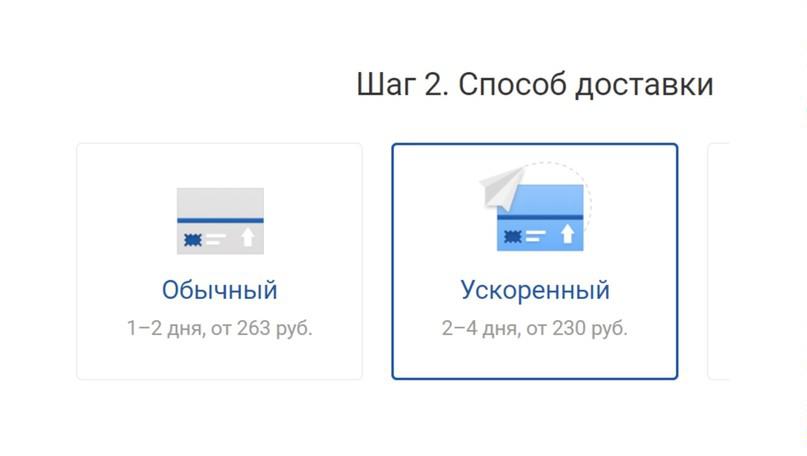 Шаг 2. Способ доставки
Обычный
1–2 дня, от 263 руб.
Ускоренный
2–4 дня, от 230 руб.